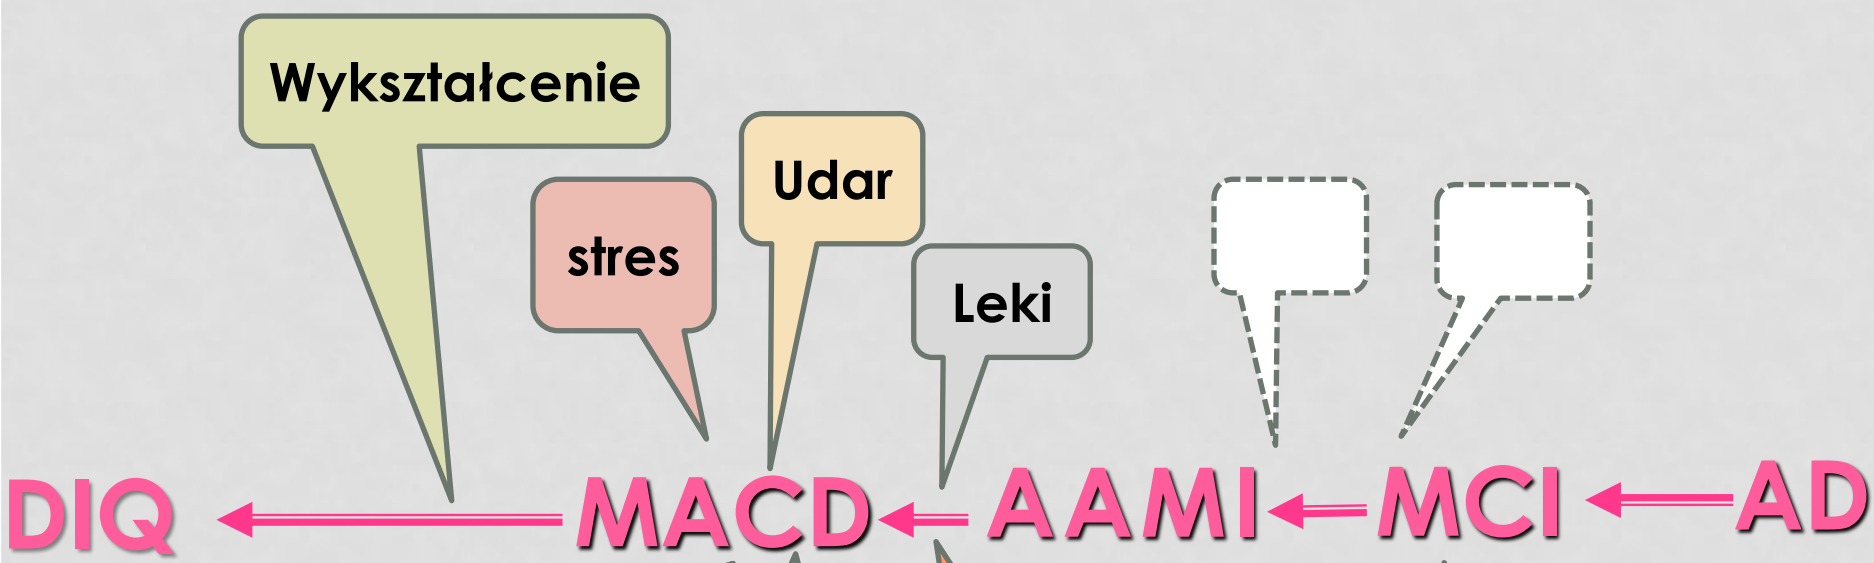 Wykształcenie
Udar
stres
Leki
DIQ MACD AAMI MCI AD